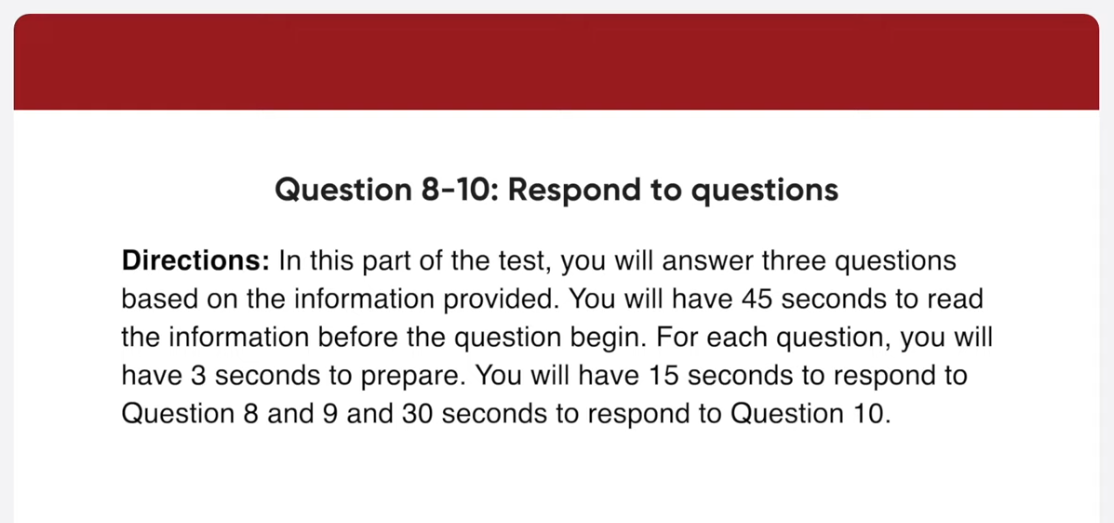 Question 8-10: Respond to questions
Directions: In this part of the test, you will answer three questions
based on the information provided. You will have 45 seconds to read
the information before the question begin. For each question, you will
have 3 seconds to prepare. You will have 15 seconds to respond to
Question 8 and 9 and 30 seconds to respond to Question 10.